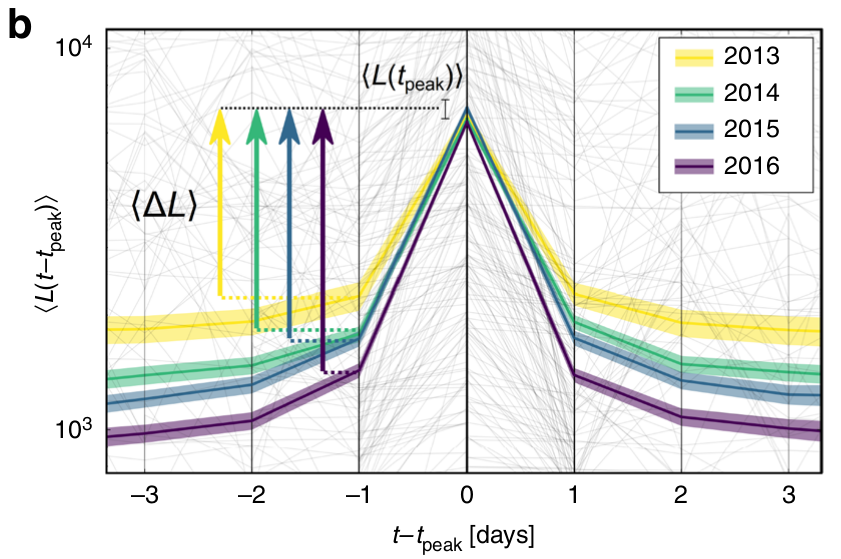 b
10⁴
⟨L(t_peak)⟩
2013
2014
2015
2016
⟨ΔL⟩
⟨L(t−t_peak)⟩
10³
−3 −2 −1 0 1 2 3
t−t_peak [days]